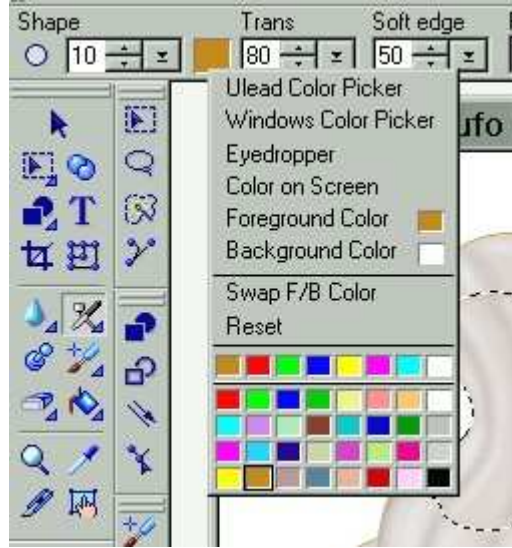 Shape Trans Soft edge
10 80 50
Ulead Color Picker
Windows Color Picker
ufo
Eyedropper
Color on Screen
Foreground Color
Background Color
Swap F/B Color
Reset
T